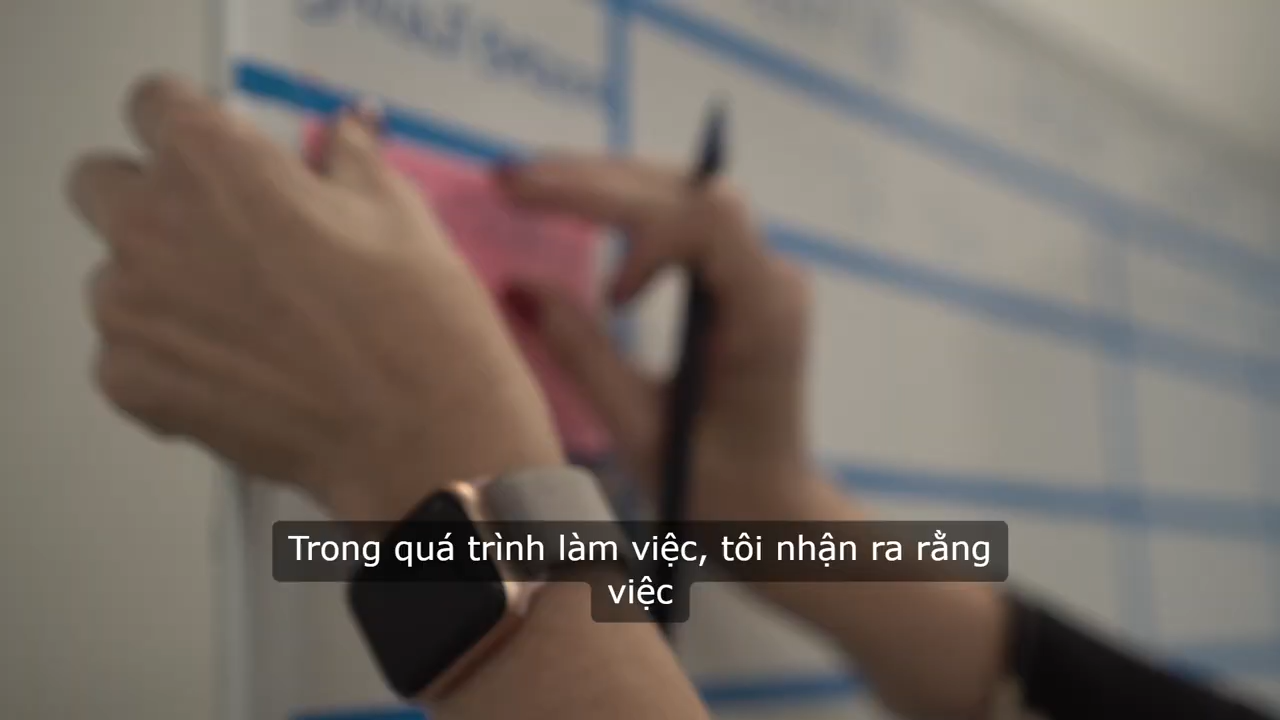 Trong quá trình làm việc, tôi nhận ra rằng
việc